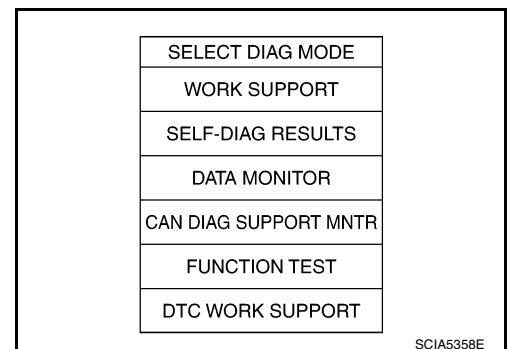 SELECT DIAG MODE
WORK SUPPORT
SELF-DIAG RESULTS
DATA MONITOR
CAN DIAG SUPPORT MNTR
FUNCTION TEST
DTC WORK SUPPORT
SCIA5358E